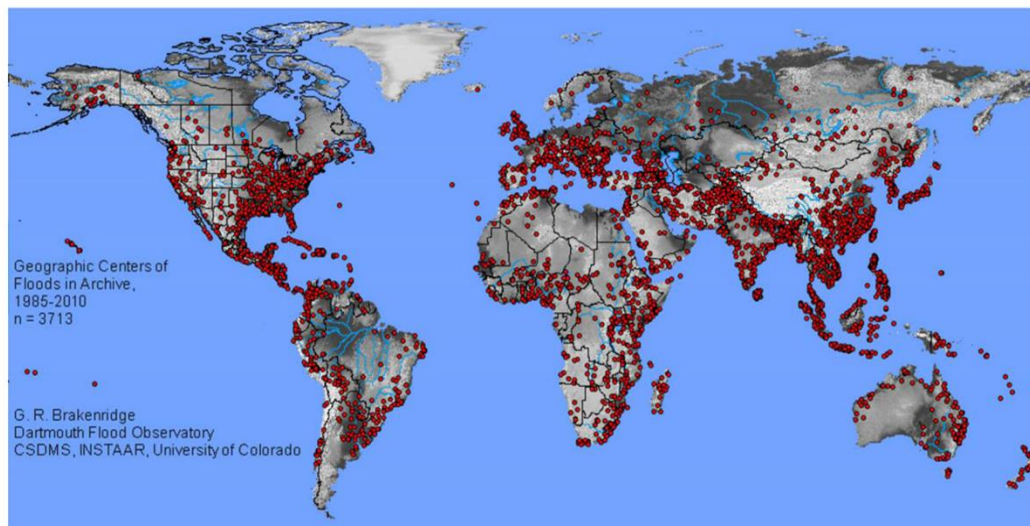 Geographic Centers of
Floods in Archive,
1985-2010
n = 3713
G. R. Brakenridge
Dartmouth Flood Observatory
CSDMS, INSTAAR, University of Colorado